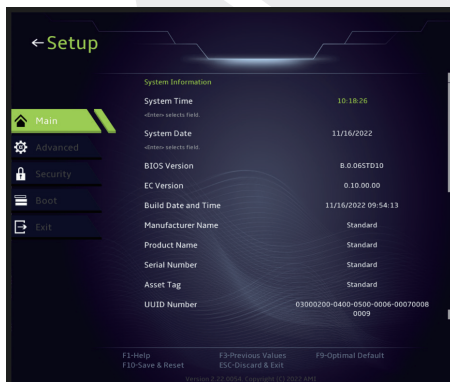 ←Setup
System Information
System Time 10:18:26
<Enter> selects field.
Main
System Date 11/16/2022
<Enter> selects field.
Advanced
BIOS Version B.0.06STD10
Security
EC Version 0.10.00.00
Boot
Build Date and Time 11/16/2022 09:54:13
Exit
Manufacturer Name Standard
Product Name Standard
Serial Number Standard
Asset Tag Standard
UUID Number 03000200-0400-0500-0006-00070008
0009
F1-Help F3-Previous Values F9-Optimal Default
F10-Save & Reset ESC-Discard & Exit
Version 2.22.0054. Copyright (C) 2022 AMI